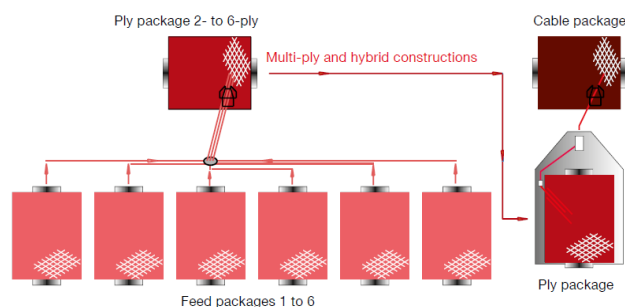 Ply package 2- to 6-ply
Cable package
Multi-ply and hybrid constructions
Feed packages 1 to 6
Ply package